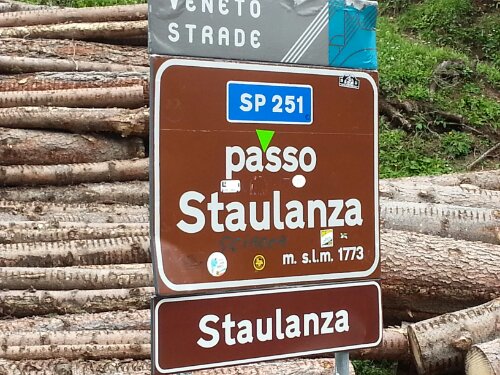 VENETO
STRADE
SP 251
passo
Staulanza
m. s.l.m. 1773
Staulanza